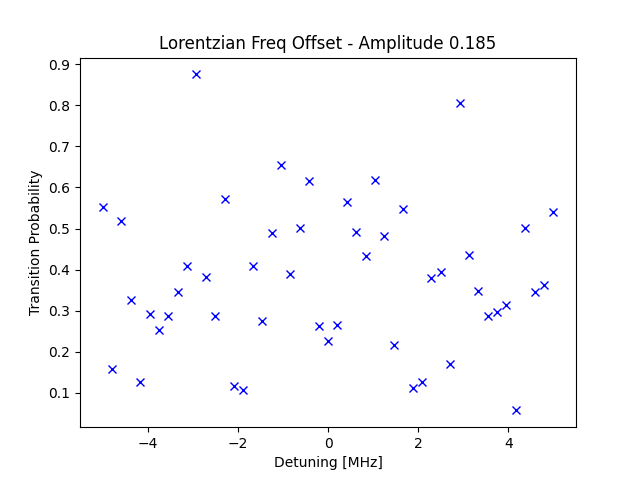 Lorentzian Freq Offset - Amplitude 0.185
0.9
0.8
0.7
0.6
0.5
0.4
0.3
0.2
0.1
Transition Probability
−4 −2 0 2 4
Detuning [MHz]